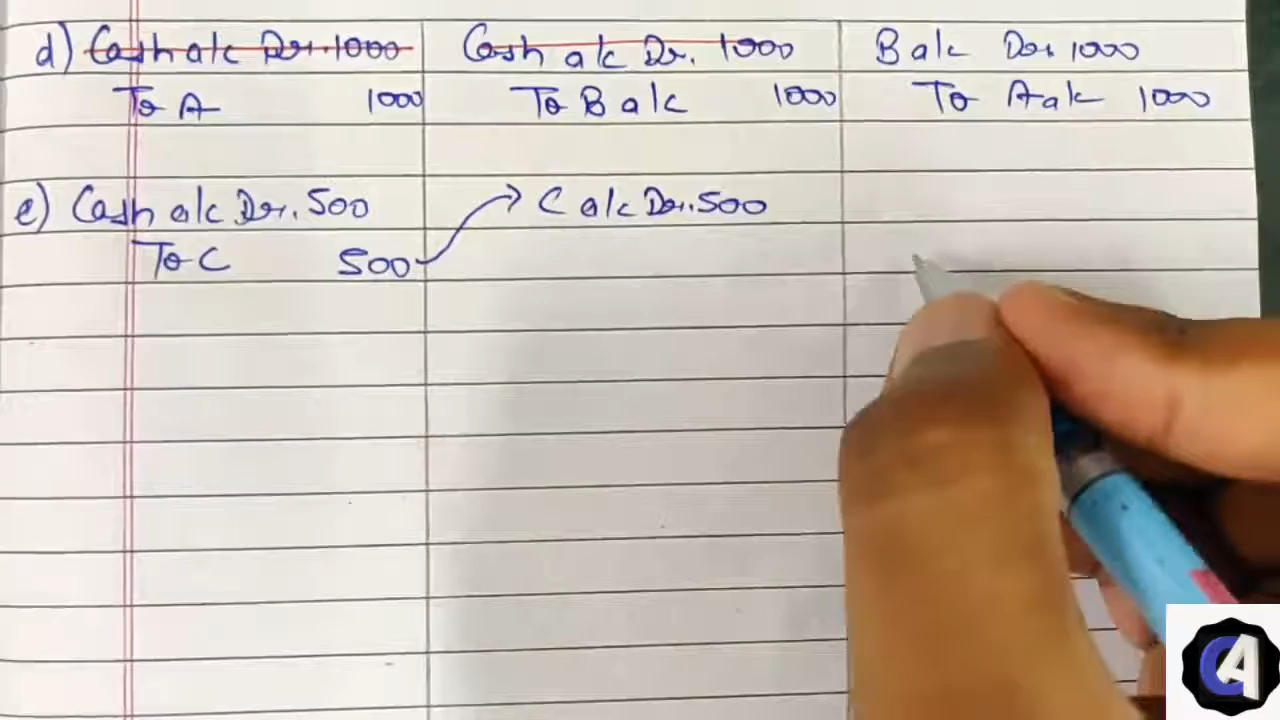 d) Cash a/c Dr. 1000 Cash a/c Dr. 1000 B a/c Dr. 1000
To A 1000 To B a/c 1000 To A a/c 1000
e) Cash a/c Dr. 500 C a/c Dr. 500
To C 500
CA